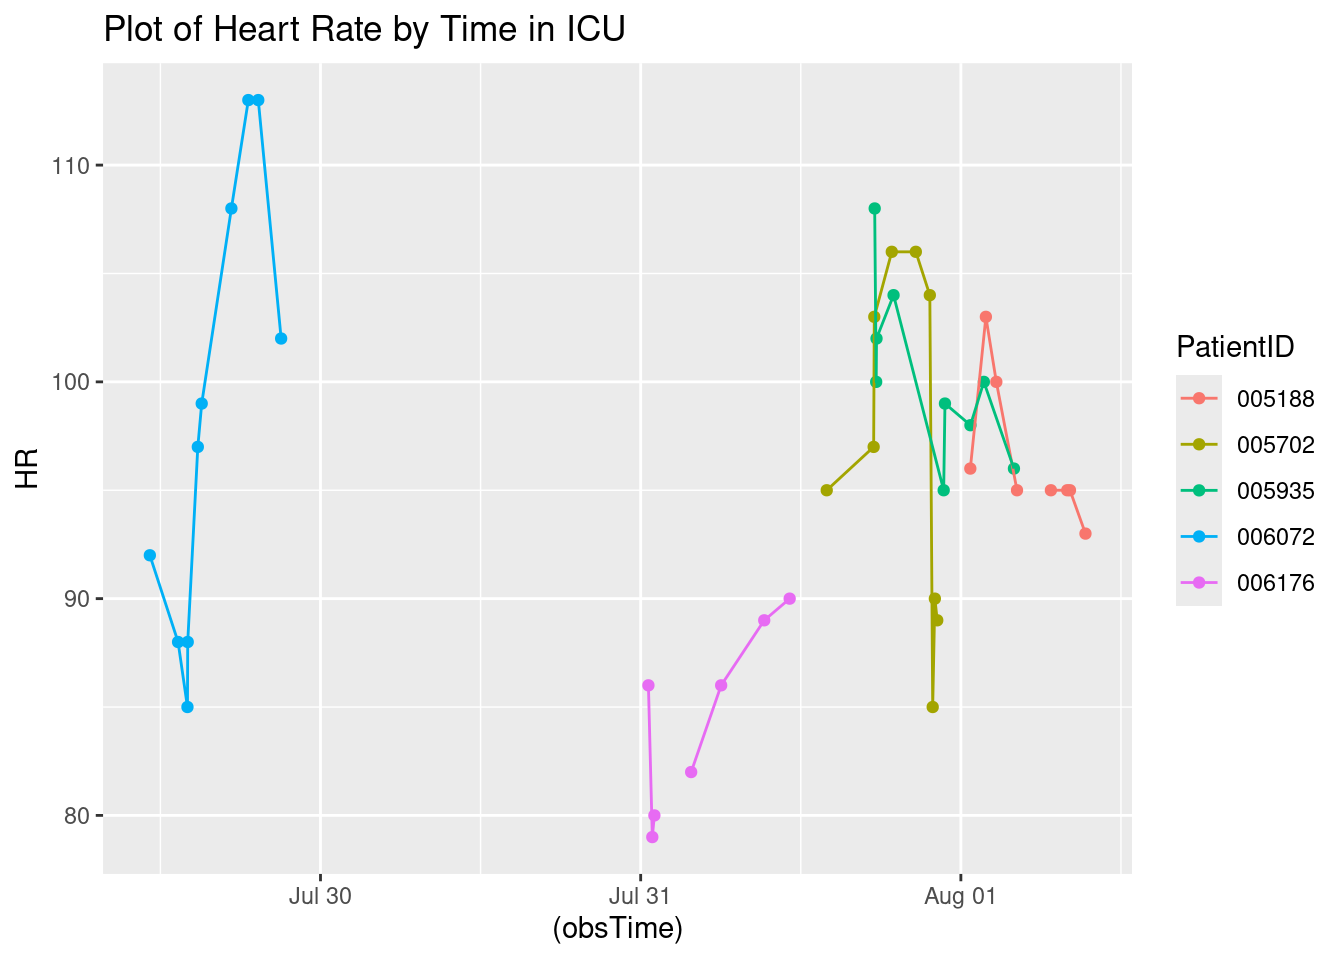 Plot of Heart Rate by Time in ICU
110
100
90
80
HR
Jul 30
Jul 31
Aug 01
(obsTime)
PatientID
005188
005702
005935
006072
006176